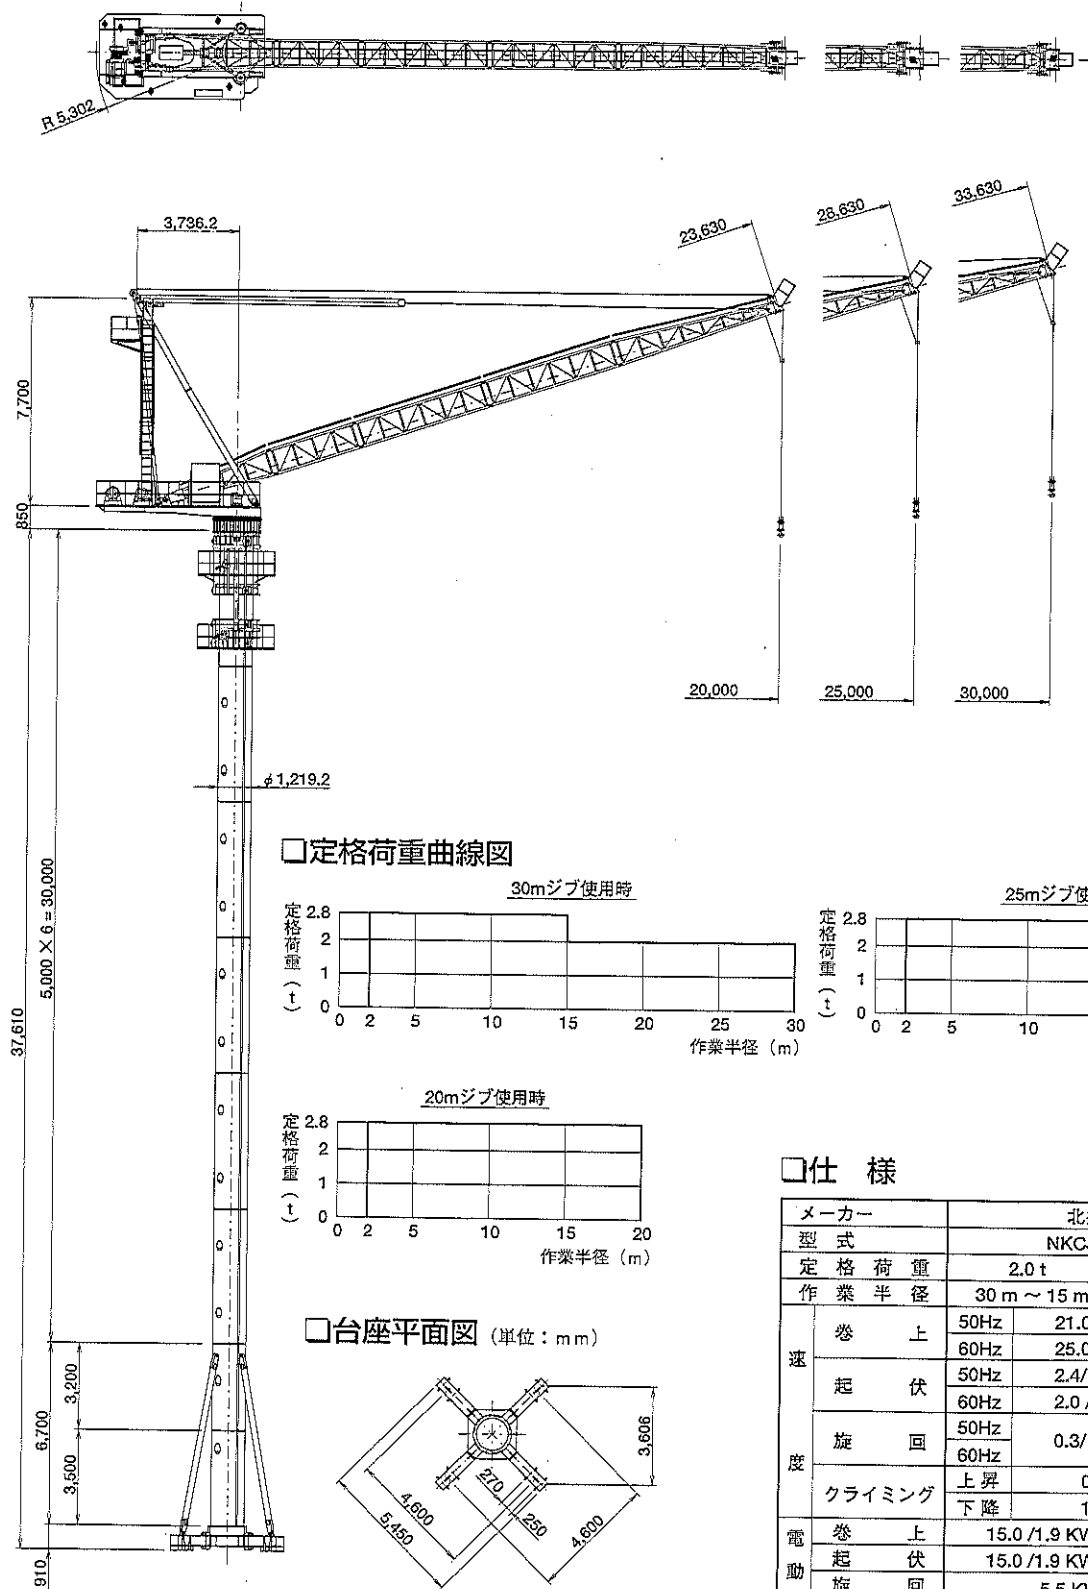 R 5,302
3,736.2
23,630
28,630
33,630
7,700
850
20,000
25,000
30,000
φ1,219.2
5,000 × 6 = 30,000
37,610
6,700
3,200
3,500
910
❏定格荷重曲線図
30mジブ使用時
定格荷重(t)
2.8
2
1
0
0 2 5 10 15 20 25 30
作業半径 (m)
25mジブ使
定格荷重(t)
2.8
2
1
0
0 2 5 10
20mジブ使用時
定格荷重(t)
2.8
2
1
0
0 2 5 10 15 20
作業半径 (m)
❏台座平面図 (単位:mm)
3,606
270
250
4,600
5,450
4,600
❏仕 様
メーカー 北
型式 NKC
定格荷重 2.0 t
作業半径 30 m ~ 15 m
速度
巻上 50Hz 21.0
60Hz 25.0
起伏 50Hz 2.4/
60Hz 2.0 /
旋回 50Hz 0.3/
60Hz
クライミング 上昇
下降 1
電動
巻上 15.0 /1.9 KW
起伏 15.0 /1.9 KW
旋回 5.5 K